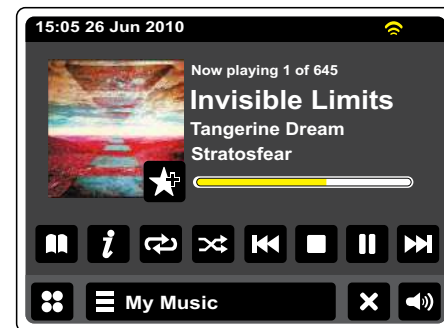 15:05 26 Jun 2010
Now playing 1 of 645
Invisible Limits
Tangerine Dream
Stratosfear
i
My Music